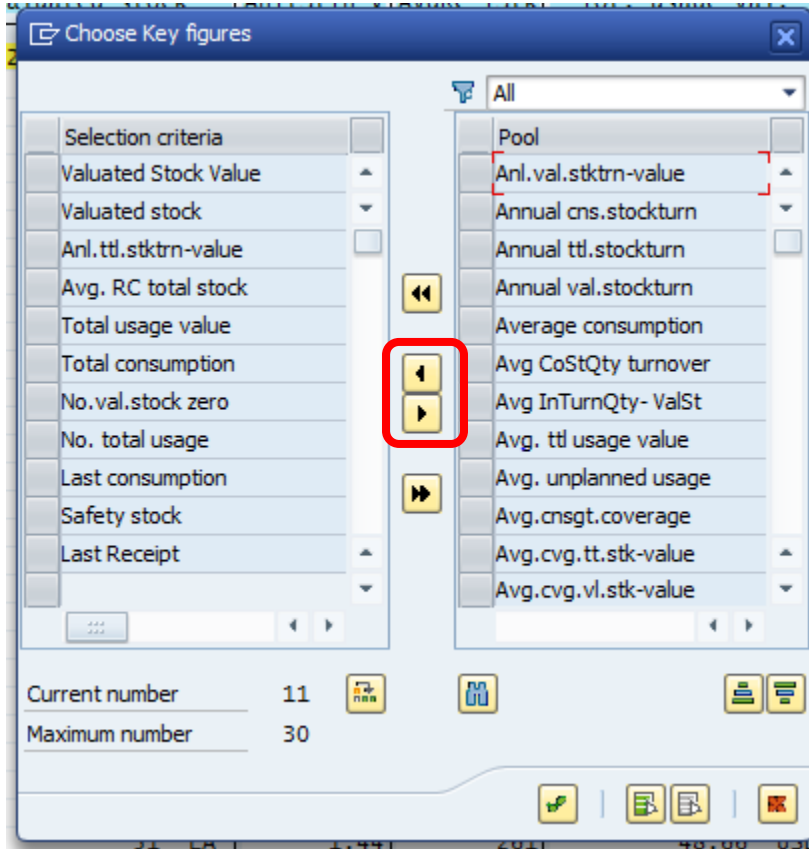 Choose Key figures
All
Selection criteria
Valuated Stock Value
Valuated stock
Anl.ttl.stktrn-value
Avg. RC total stock
Total usage value
Total consumption
No.val.stock zero
No. total usage
Last consumption
Safety stock
Last Receipt
Pool
Anl.val.stktrn-value
Annual cns.stockturn
Annual ttl.stockturn
Annual val.stockturn
Average consumption
Avg CoStQty turnover
Avg InTurnQty- ValSt
Avg. ttl usage value
Avg. unplanned usage
Avg.cnsgt.coverage
Avg.cvg.tt.stk-value
Avg.cvg.vl.stk-value
Current number 11
Maximum number 30